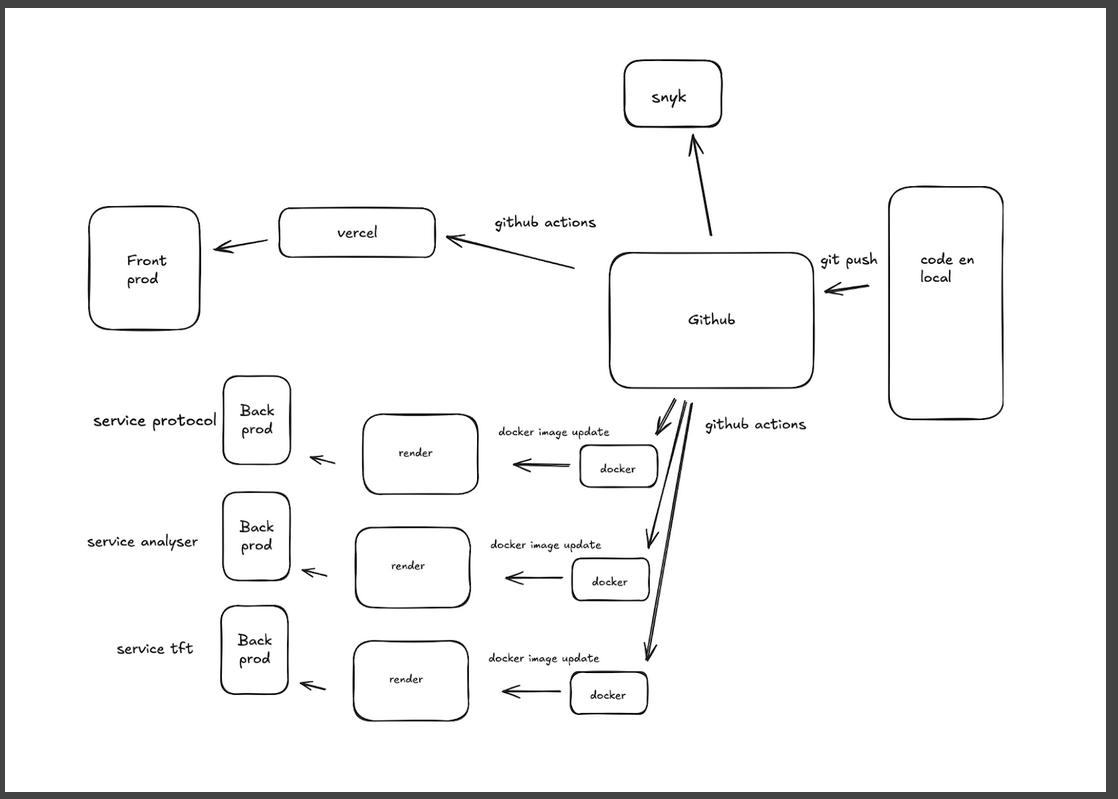 snyk
github actions
vercel
Front
prod
git push
code en
local
Github
service protocol
Back
prod
render
docker image update
docker
github actions
service analyser
Back
prod
render
docker image update
docker
service tft
Back
prod
render
docker image update
docker